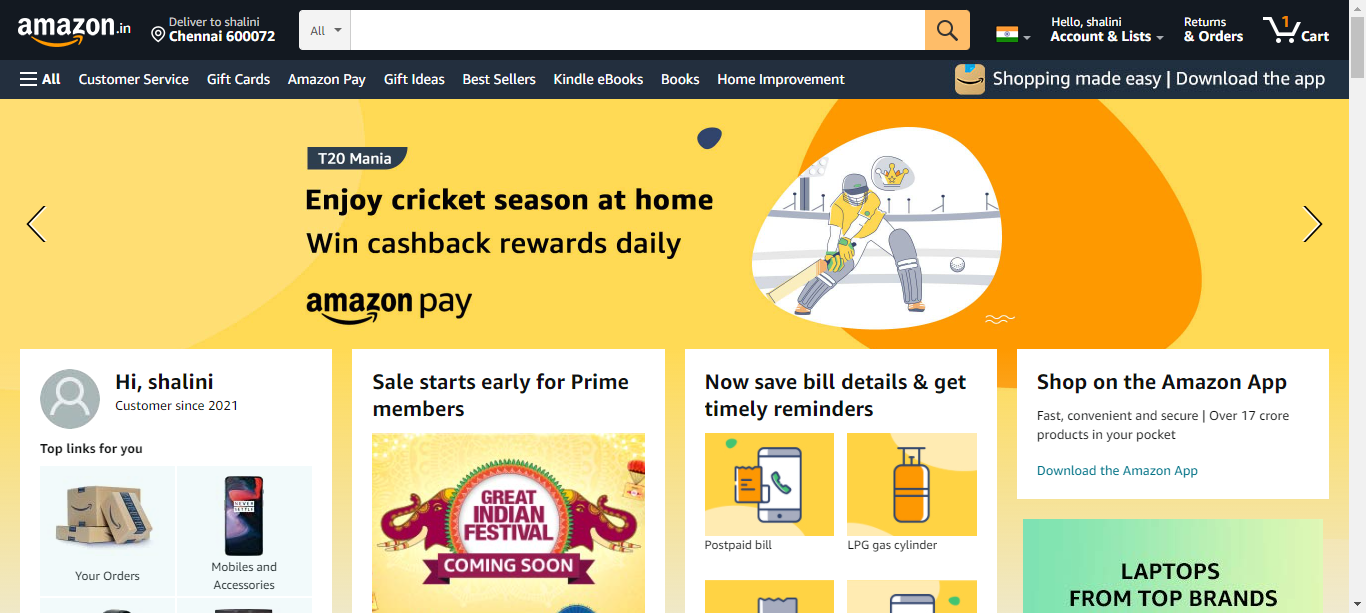 amazon.in
Deliver to shalini
Chennai 600072
All
Hello, shalini
Account & Lists
Returns
& Orders
1
Cart
All
Customer Service
Gift Cards
Amazon Pay
Gift Ideas
Best Sellers
Kindle eBooks
Books
Home Improvement
Shopping made easy | Download the app
T20 Mania
Enjoy cricket season at home
Win cashback rewards daily
amazon pay
Hi, shalini
Customer since 2021
Top links for you
Your Orders
NEVER
SETTLE
Mobiles and
Accessories
Sale starts early for Prime
members
GREAT
INDIAN
FESTIVAL
COMING SOON
Now save bill details & get
timely reminders
Postpaid bill
LPG gas cylinder
Shop on the Amazon App
Fast, convenient and secure | Over 17 crore
products in your pocket
Download the Amazon App
LAPTOPS
FROM TOP BRANDS